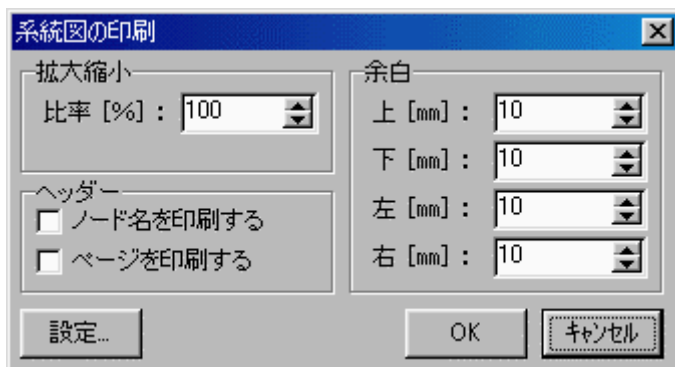 系統図の印刷
拡大縮小
比率 [%] : 100
ヘッダー
ノード名を印刷する
ページを印刷する
余白
上 [mm] : 10
下 [mm] : 10
左 [mm] : 10
右 [mm] : 10
設定...
OK
キャンセル